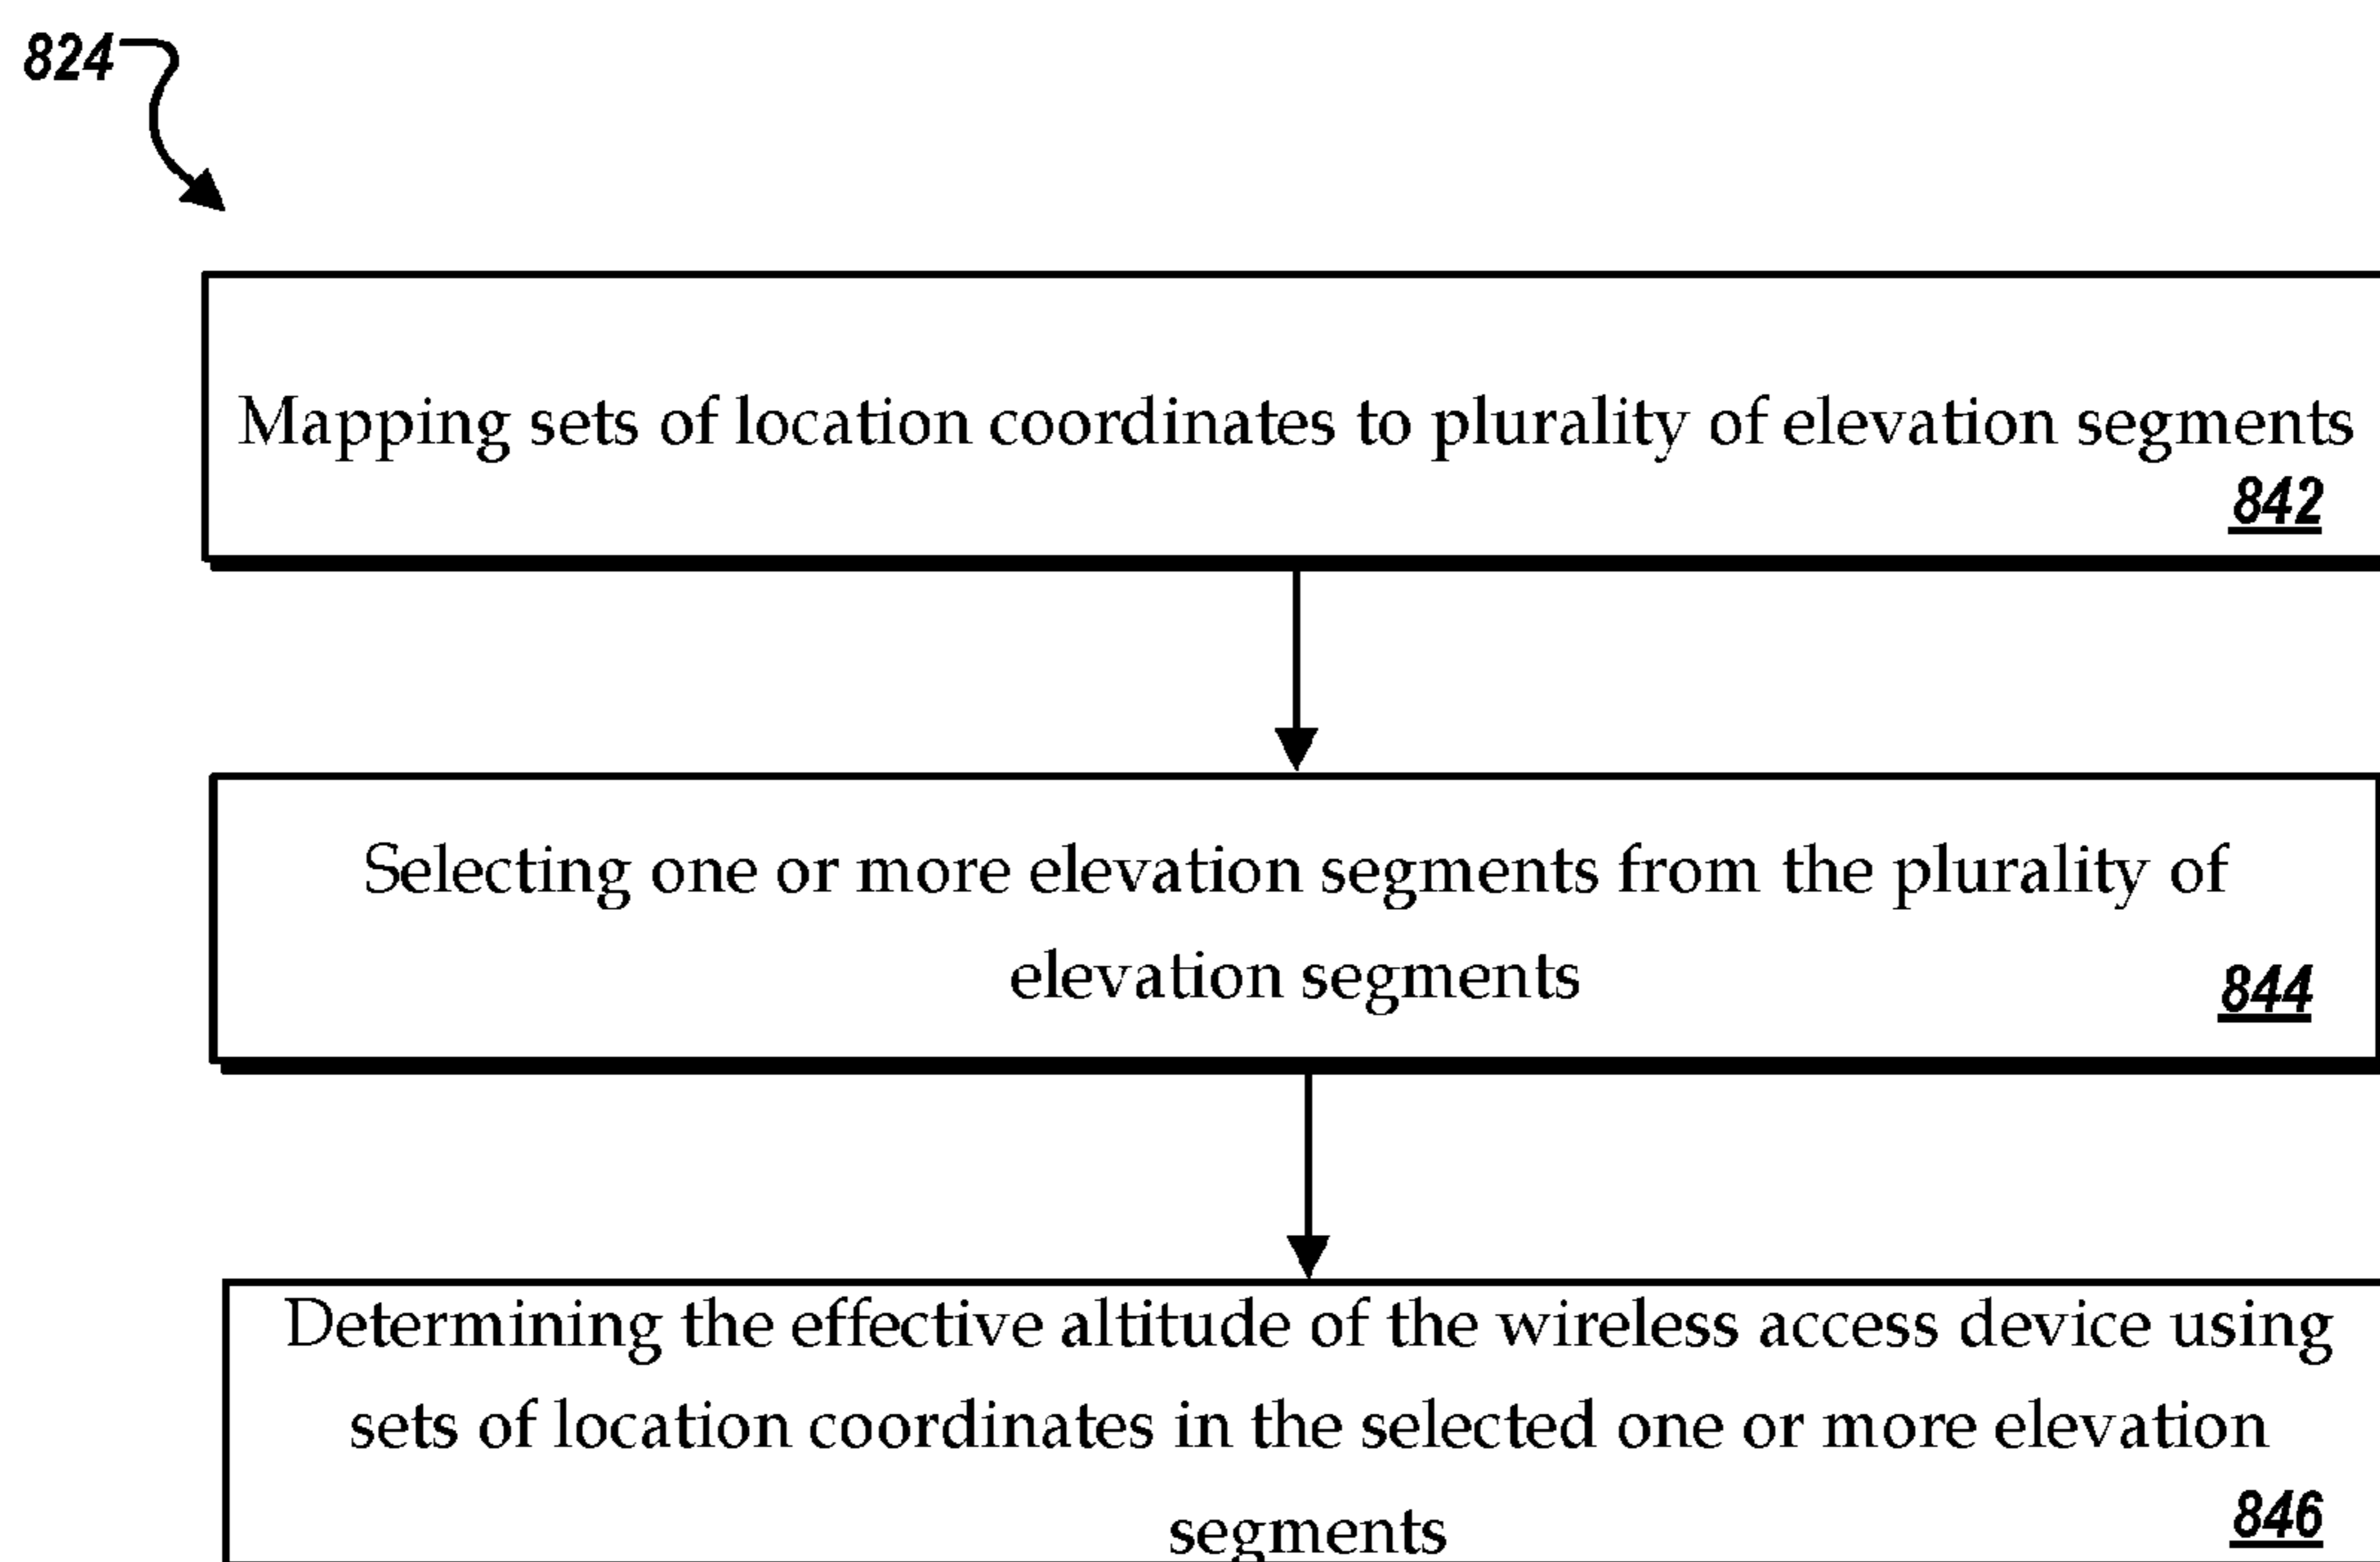 824
Mapping sets of location coordinates to plurality of elevation segments
842
Selecting one or more elevation segments from the plurality of
elevation segments
844
Determining the effective altitude of the wireless access device using
sets of location coordinates in the selected one or more elevation
segments
846